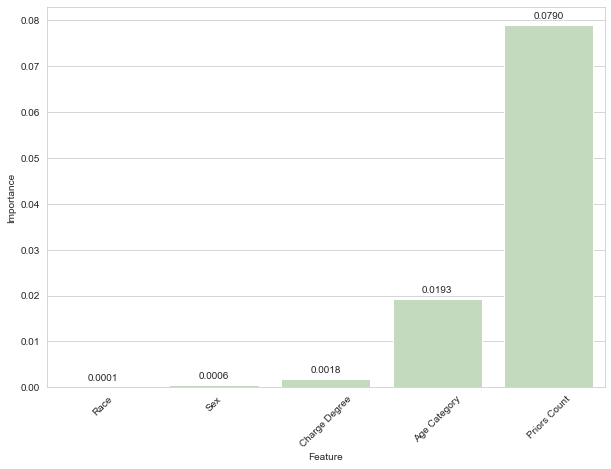 0.08
0.07
0.06
0.05
0.04
0.03
0.02
0.01
0.00
Importance
0.0001
0.0006
0.0018
0.0193
0.0790
Race
Sex
Charge Degree
Age Category
Priors Count
Feature